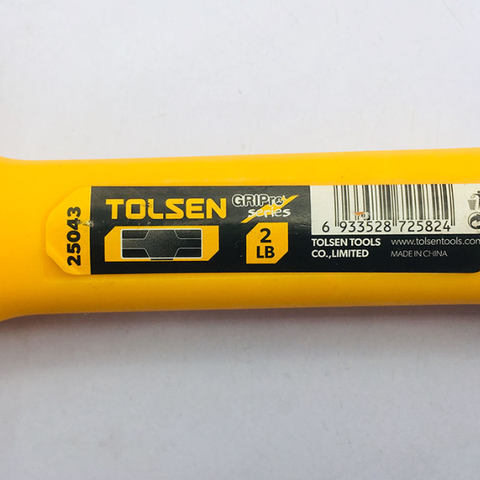 25043
TOLSEN
GRIPro
series
2
LB
6 933528 725824
TOLSEN TOOLS
CO.,LIMITED
www.tolsentools.com
MADE IN CHINA